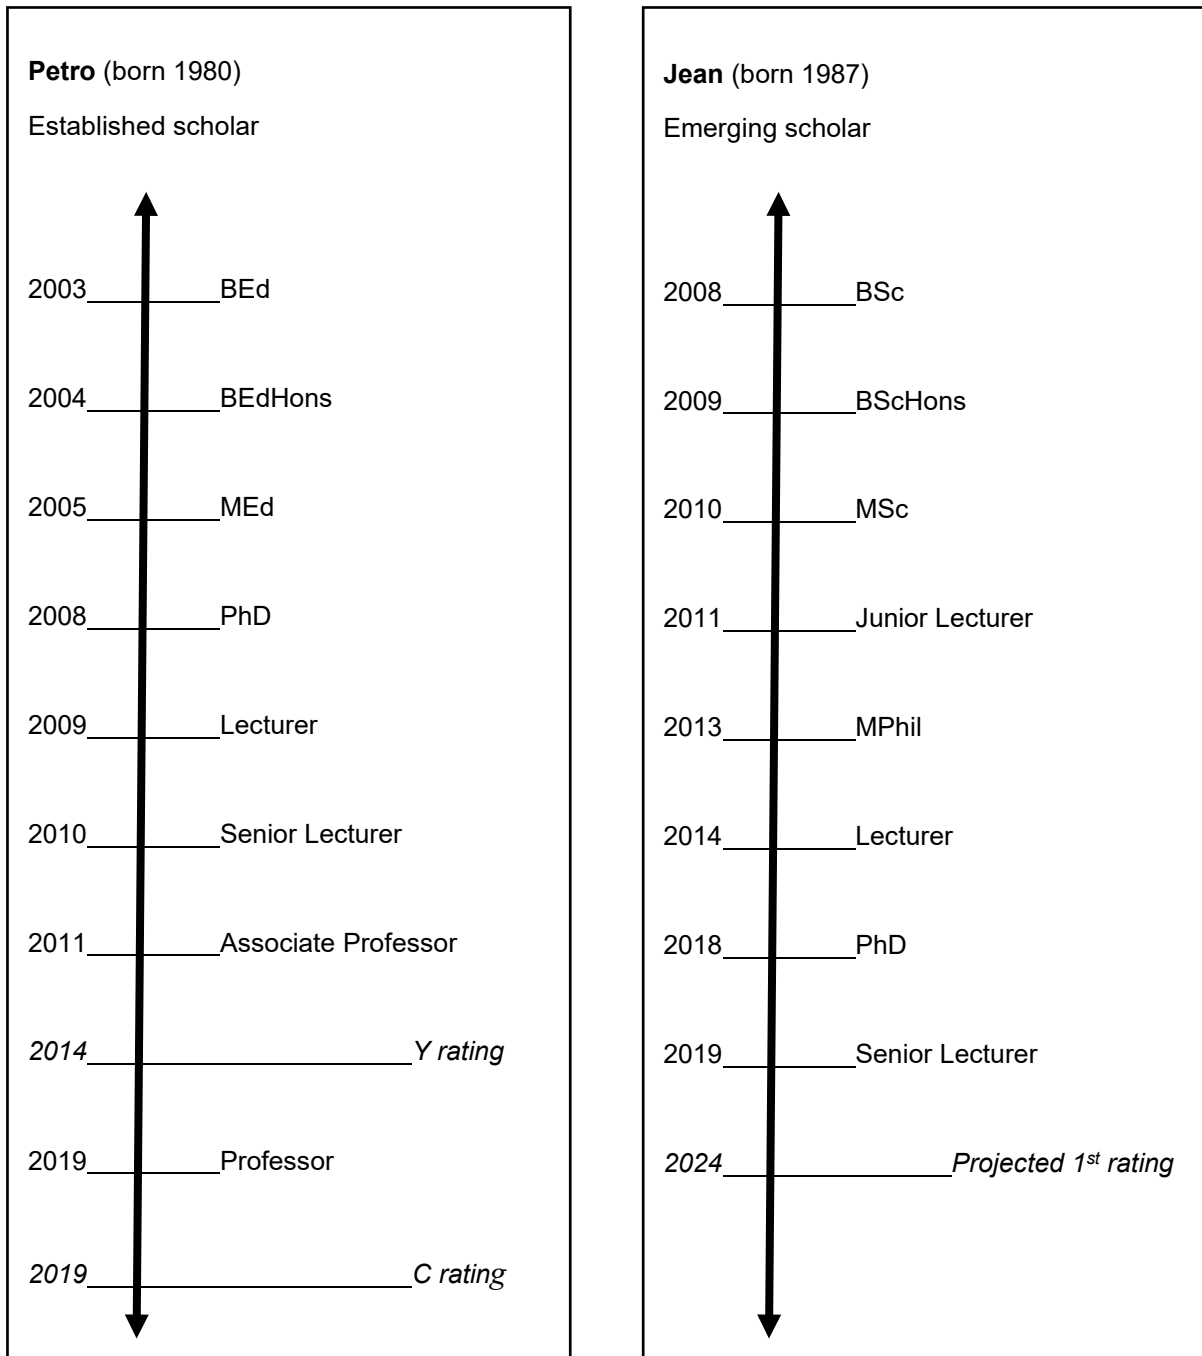 Petro (born 1980)
Established scholar
2003 BEd
2004 BEdHons
2005 MEd
2008 PhD
2009 Lecturer
2010 Senior Lecturer
2011 Associate Professor
2014 Y rating
2019 Professor
2019 C rating
Jean (born 1987)
Emerging scholar
2008 BSc
2009 BScHons
2010 MSc
2011 Junior Lecturer
2013 MPhil
2014 Lecturer
2018 PhD
2019 Senior Lecturer
2024 Projected 1st rating